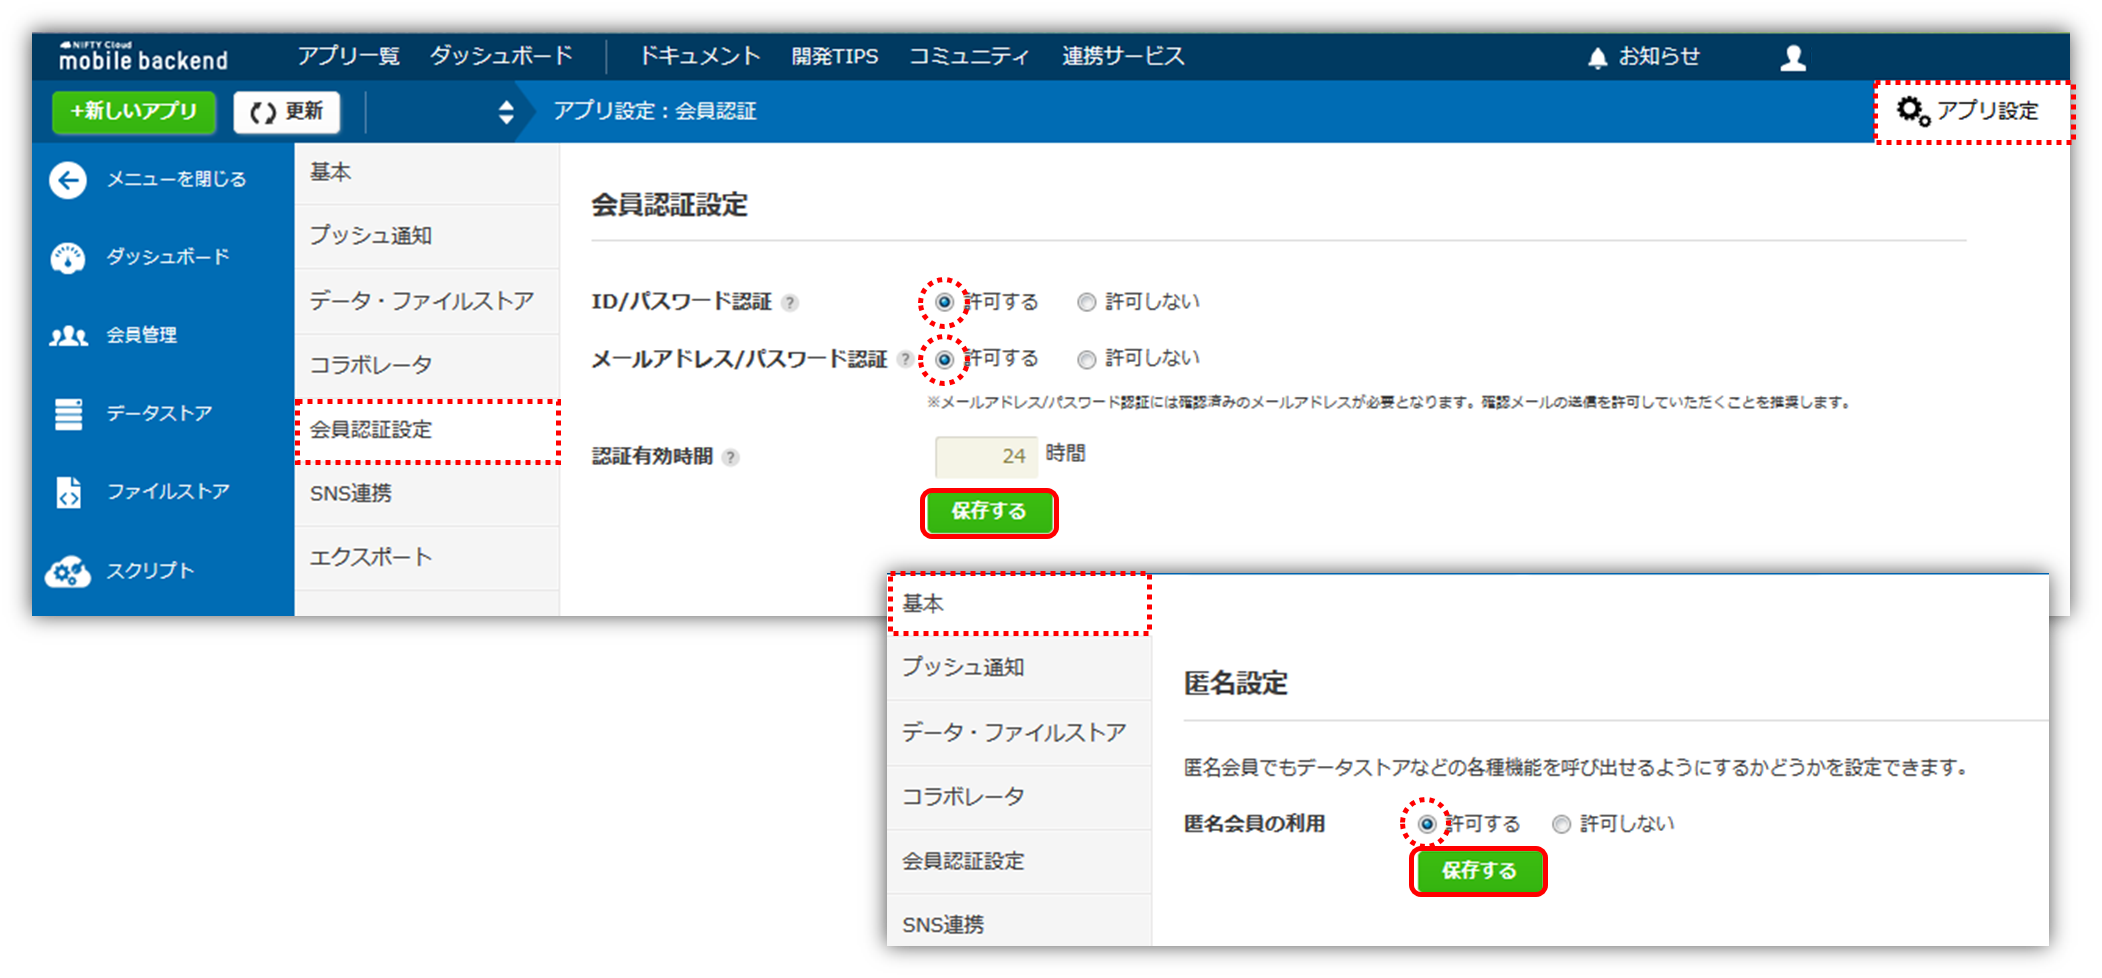 NIFTY Cloud
mobile backend
アプリ一覧 ダッシュボード ドキュメント 開発TIPS コミュニティ 連携サービス お知らせ
+新しいアプリ 更新 アプリ設定：会員認証 アプリ設定
メニューを閉じる
ダッシュボード
会員管理
データストア
ファイルストア
スクリプト
基本
プッシュ通知
データ・ファイルストア
コラボレータ
会員認証設定
SNS連携
エクスポート
会員認証設定
ID/パスワード認証 ? 許可する 許可しない
メールアドレス/パスワード認証 ? 許可する 許可しない
※メールアドレス/パスワード認証には確認済みのメールアドレスが必要となります。確認メールの送信を許可していただくことを推奨します。
認証有効時間 ? 24 時間
保存する
基本
プッシュ通知
データ・ファイルストア
コラボレータ
会員認証設定
SNS連携
匿名設定
匿名会員でもデータストアなどの各種機能を呼び出せるようにするかどうかを設定できます。
匿名会員の利用 許可する 許可しない
保存する